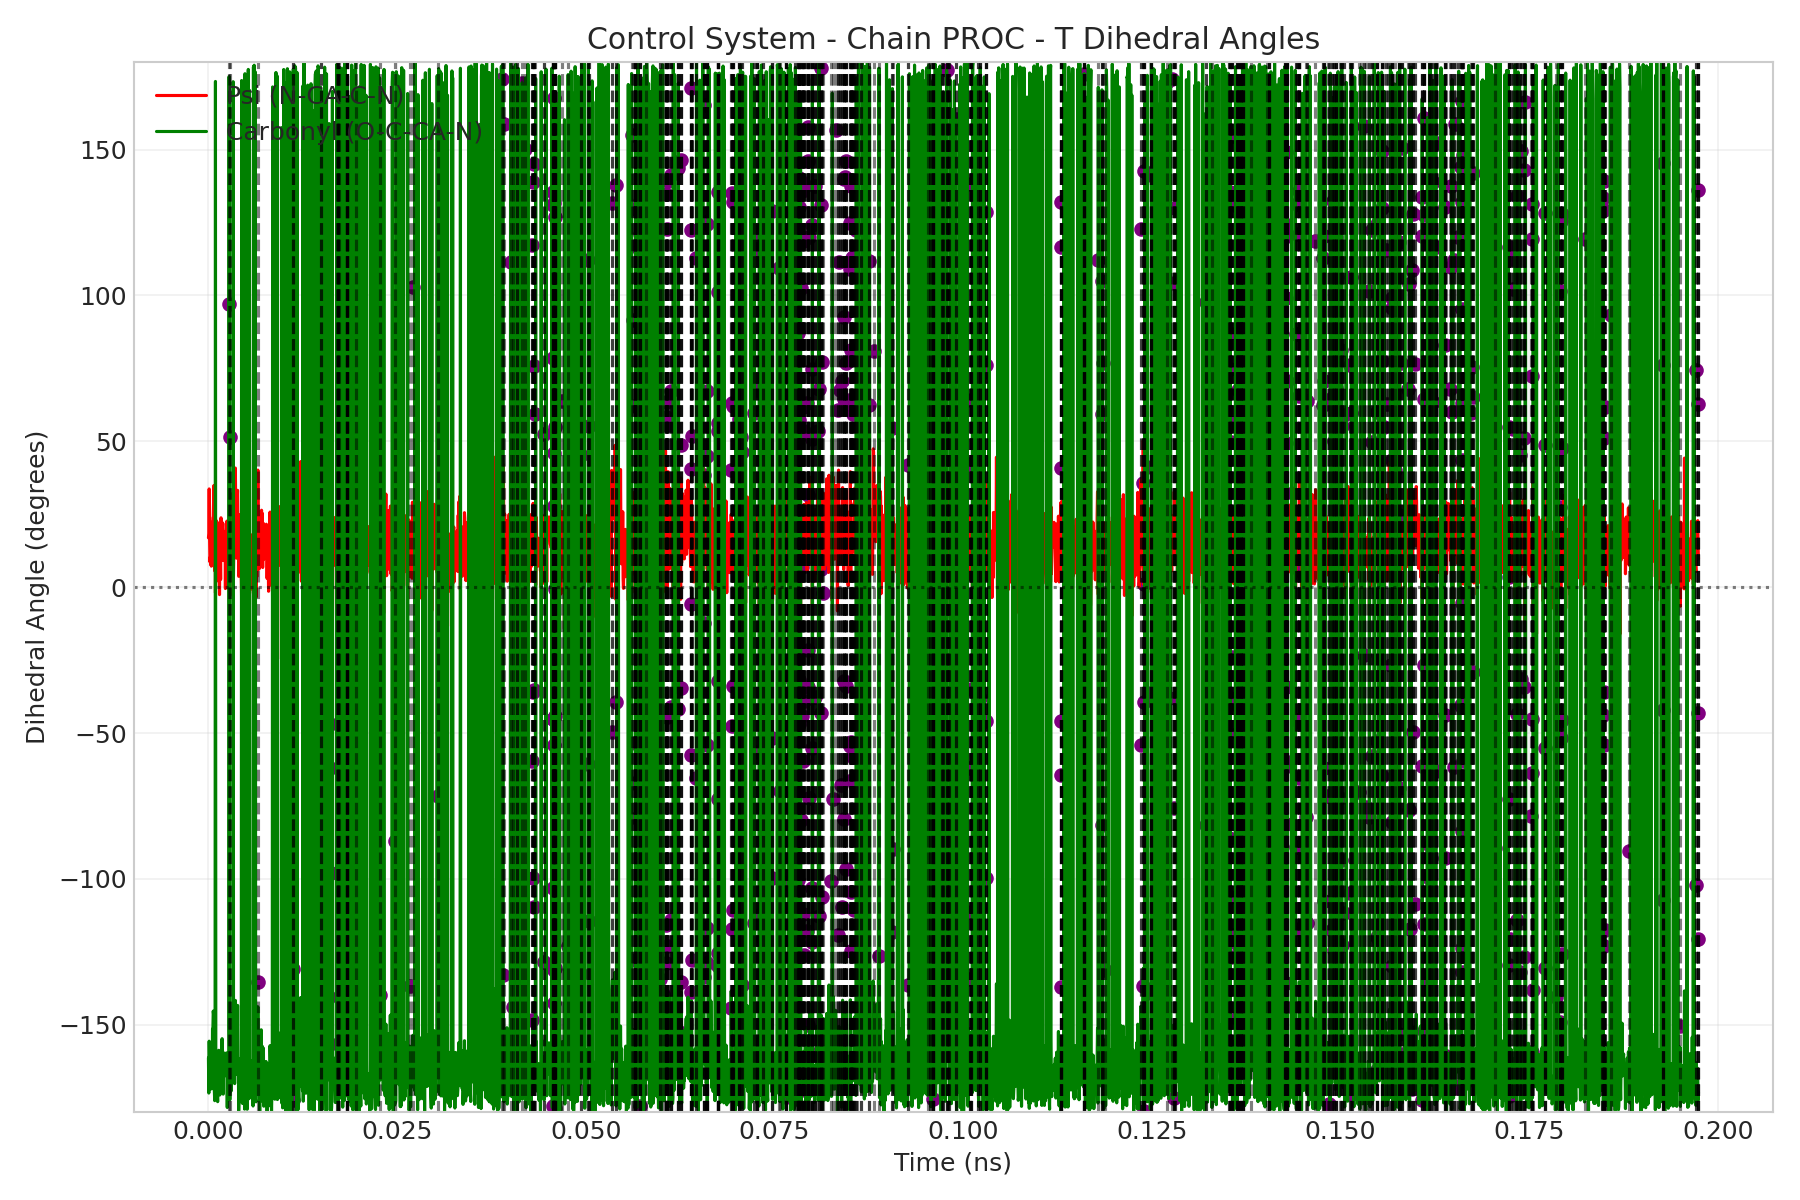 Control System - Chain PROC - T Dihedral Angles
Psi (N-CA-C-N)
Carbonyl (O-C-CA-N)
150
100
50
0
−50
−100
−150
Dihedral Angle (degrees)
0.000 0.025 0.050 0.075 0.100 0.125 0.150 0.175 0.200
Time (ns)